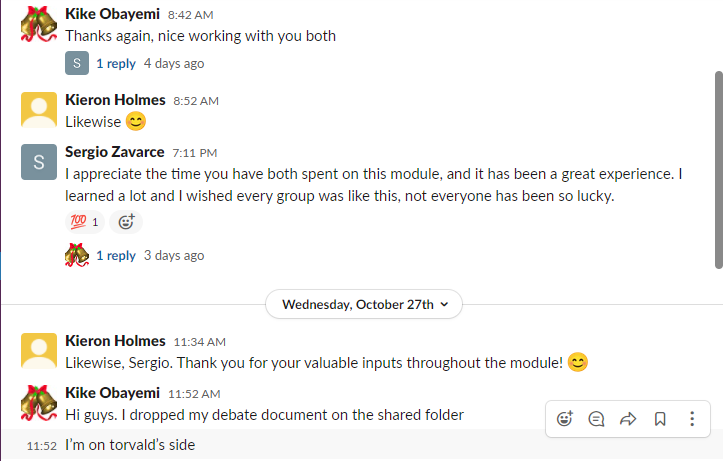 Kike Obayemi 8:42 AM
Thanks again, nice working with you both
S 1 reply 4 days ago
Kieron Holmes 8:52 AM
Likewise 😊
S Sergio Zavarce 7:11 PM
I appreciate the time you have both spent on this module, and it has been a great experience. I
learned a lot and I wished every group was like this, not everyone has been so lucky.
💯 1
1 reply 3 days ago
Wednesday, October 27th
Kieron Holmes 11:34 AM
Likewise, Sergio. Thank you for your valuable inputs throughout the module! 😊
Kike Obayemi 11:52 AM
Hi guys. I dropped my debate document on the shared folder
11:52 I'm on torvald's side